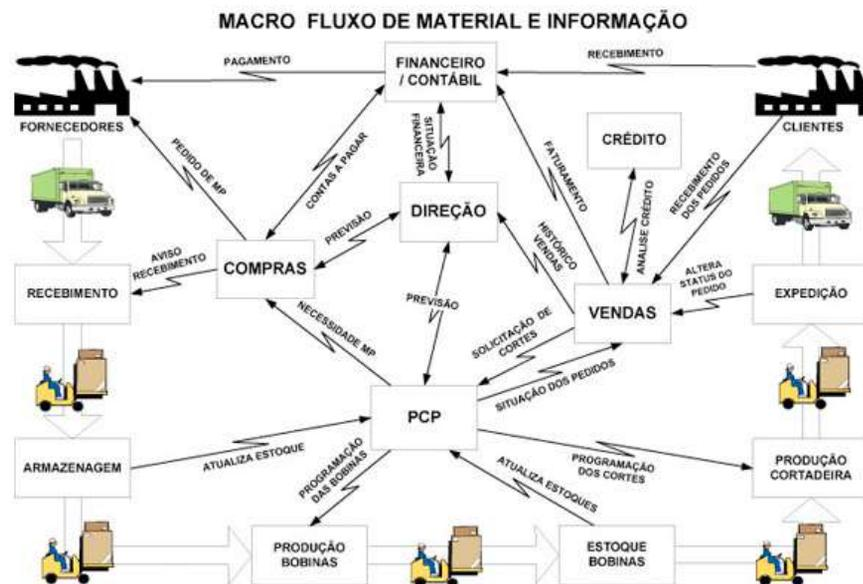 MACRO FLUXO DE MATERIAL E INFORMAÇÃO
FORNECEDORES
PAGAMENTO
FINANCEIRO
/ CONTÁBIL
RECEBIMENTO
CLIENTES
PEDIDO DE MP
CONTAS A PAGAR
SITUAÇÃO
FINANCEIRA
FATURAMENTO
CRÉDITO
RECEBIMENTO
DOS PEDIDOS
DIREÇÃO
ANALISE CRÉDITO
AVISO
RECEBIMENTO
COMPRAS
PREVISÃO
HISTÓRICO
VENDAS
ALTERA
STATUS DO
PEDIDO
RECEBIMENTO
EXPEDIÇÃO
VENDAS
NECESSIDADE MP
PREVISÃO
SOLICITAÇÃO DE
CORTES
SITUAÇÃO DOS PEDIDOS
PCP
ARMAZENAGEM
ATUALIZA ESTOQUE
PROGRAMAÇÃO
DAS BOBINAS
ATUALIZA ESTOQUES
PROGRAMAÇÃO
DOS CORTES
PRODUÇÃO
CORTADEIRA
PRODUÇÃO
BOBINAS
ESTOQUE
BOBINAS